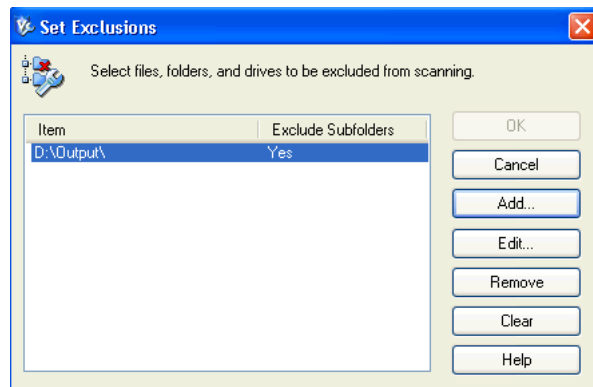 Set Exclusions
Select files, folders, and drives to be excluded from scanning.
Item Exclude Subfolders
D:\Output\ Yes
OK
Cancel
Add...
Edit...
Remove
Clear
Help